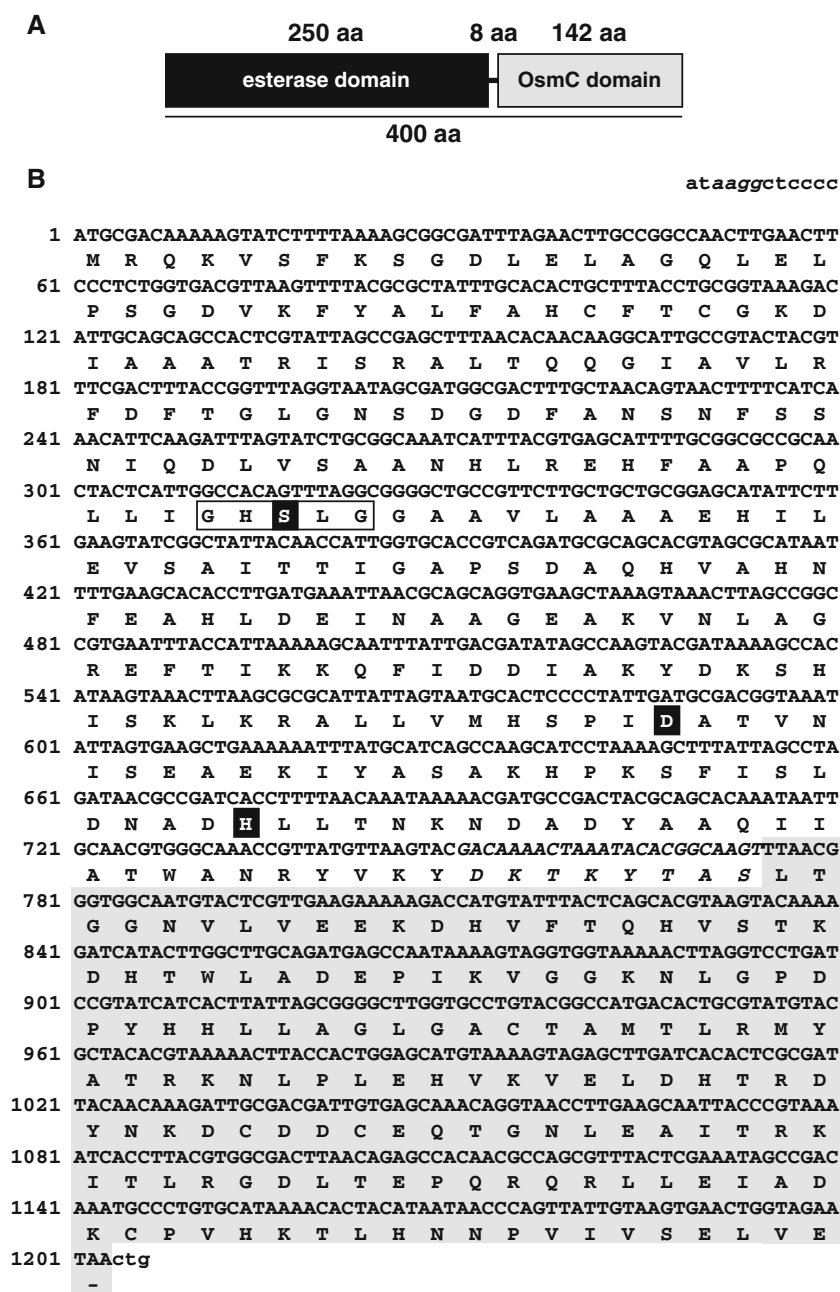 A
250 aa 8 aa 142 aa
esterase domain OsmC domain
400 aa
B
ataaggctcccc
1 ATGCGACAAAAAGTATCTTTTAAAAGCGGCGATTTAGAACTTGCCGGCCAACTTGAACTT
M R Q K V S F K S G D L E L A G Q L E L
61 CCCTCTGGTGACGTTAAGTTTTACGCGCTATTTGCACACTGCTTTACCTGCGGTAAAGAC
P S G D V K F Y A L F A H C F T C G K D
121 ATTGCAGCAGCCACTCGTATTAGCCGAGCTTTAACACAACAAGGCATTGCCGTACTACGT
I A A A T R I S R A L T Q Q G I A V L R
181 TTCGACTTTACCGGTTTAGGTAATAGCGATGGCGACTTTGCTAACAGTAACTTTTCATCA
F D F T G L G N S D G D F A N S N F S S
241 AACATTCAAGATTTAGTATCTGCGGCAAATCATTTACGTGAGCATTTTGCGGCGCCGCAA
N I Q D L V S A A N H L R E H F A A P Q
301 CTACTCATTGGCCACAGTTTAGGCGGGGCTGCCGTTCTTGCTGCTGCGGAGCATATTCTT
L L I G H S L G G A A V L A A A E H I L
361 GAAGTATCGGCTATTACAACCATTGGTGCACCGTCAGATGCGCAGCACGTAGCGCATAAT
E V S A I T T I G A P S D A Q H V A H N
421 TTTGAAGCACACCTTGATGAAATTAACGCAGCAGGTGAAGCTAAAGTAAACTTAGCCGGC
F E A H L D E I N A A G E A K V N L A G
481 CGTGAATTTACCATTAAAAAGCAATTTATTGACGATATAGCCAAGTACGATAAAAGCCAC
R E F T I K K Q F I D D I A K Y D K S H
541 ATAAGTAAACTTAAGCGCGCATTATTAGTAATGCACTCCCCTATTGATGCGACGGTAAAT
I S K L K R A L L V M H S P I D A T V N
601 ATTAGTGAAGCTGAAAAAATTTATGCATCAGCCAAGCATCCTAAAAGCTTTATTAGCCTA
I S E A E K I Y A S A K H P K S F I S L
661 GATAACGCCGATCACCTTTTAACAAATAAAAACGATGCCGACTACGCAGCACAAATAATT
D N A D H L L T N K N D A D Y A A Q I I
721 GCAACGTGGGCAAACCGTTATGTTAAGTACGACAAAACTAAATACACGGCAAGTTTAACG
A T W A N R Y V K Y D K T K Y T A S L T
781 GGTGGCAATGTACTCGTTGAAGAAAAAGACCATGTATTTACTCAGCACGTAAGTACAAAA
G G N V L V E E K D H V F T Q H V S T K
841 GATCATACTTGGCTTGCAGATGAGCCAATAAAAGTAGGTGGTAAAAACTTAGGTCCTGAT
D H T W L A D E P I K V G G K N L G P D
901 CCGTATCATCACTTATTAGCGGGGCTTGGTGCCTGTACGGCCATGACACTGCGTATGTAC
P Y H H L L A G L G A C T A M T L R M Y
961 GCTACACGTAAAAACTTACCACTGGAGCATGTAAAAGTAGAGCTTGATCACACTCGCGAT
A T R K N L P L E H V K V E L D H T R D
1021 TACAACAAAGATTGCGACGATTGTGAGCAAACAGGTAACCTTGAAGCAATTACCCGTAAA
Y N K D C D D C E Q T G N L E A I T R K
1081 ATCACCTTACGTGGCGACTTAACAGAGCCACAACGCCAGCGTTTACTCGAAATAGCCGAC
I T L R G D L T E P Q R Q R L L E I A D
1141 AAATGCCCTGTGCATAAAACACTACATAATAACCCAGTTATTGTAAGTGAACTGGTAGAA
K C P V H K T L H N N P V I V S E L V E
1201 TAActg
-